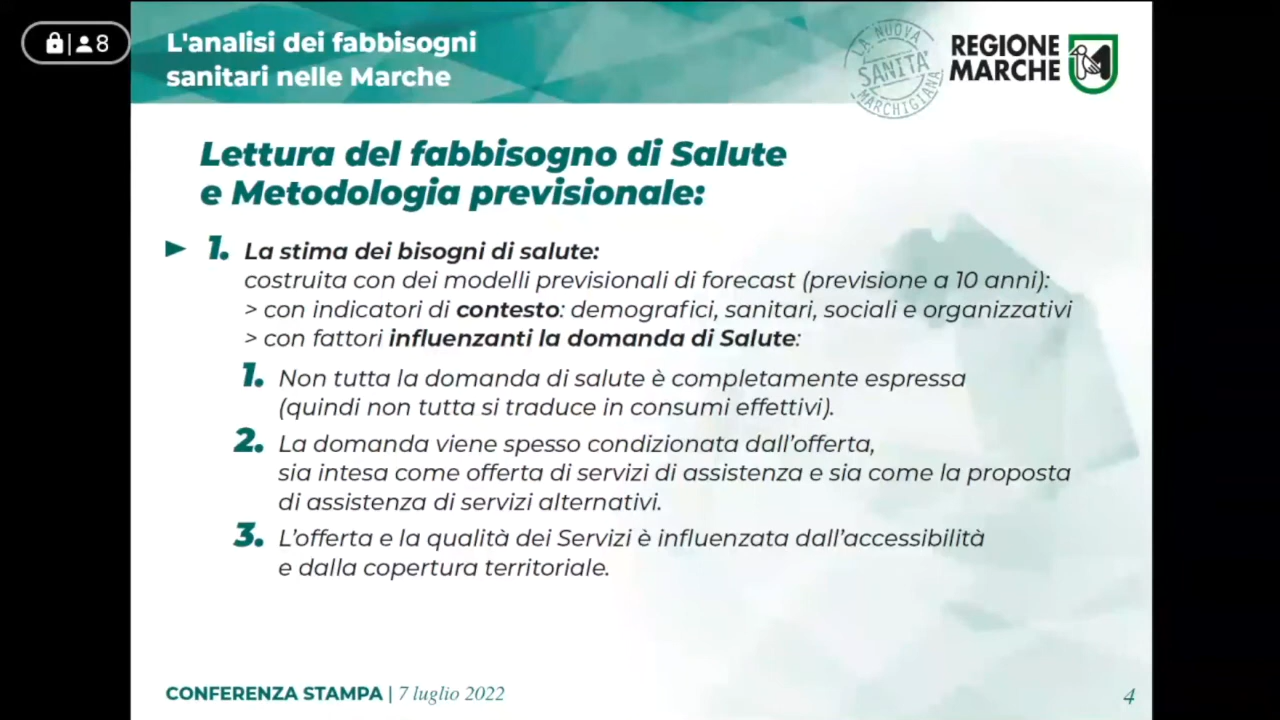 8
L'analisi dei fabbisogni
sanitari nelle Marche
LA NUOVA
SANITA'
MARCHIGIANA
REGIONE
MARCHE
Lettura del fabbisogno di Salute
e Metodologia previsionale:
1. La stima dei bisogni di salute:
costruita con dei modelli previsionali di forecast (previsione a 10 anni):
> con indicatori di contesto: demografici, sanitari, sociali e organizzativi
> con fattori influenzanti la domanda di Salute:
1. Non tutta la domanda di salute è completamente espressa
(quindi non tutta si traduce in consumi effettivi).
2. La domanda viene spesso condizionata dall'offerta,
sia intesa come offerta di servizi di assistenza e sia come la proposta
di assistenza di servizi alternativi.
3. L'offerta e la qualità dei Servizi è influenzata dall'accessibilità
e dalla copertura territoriale.
CONFERENZA STAMPA | 7 luglio 2022
4